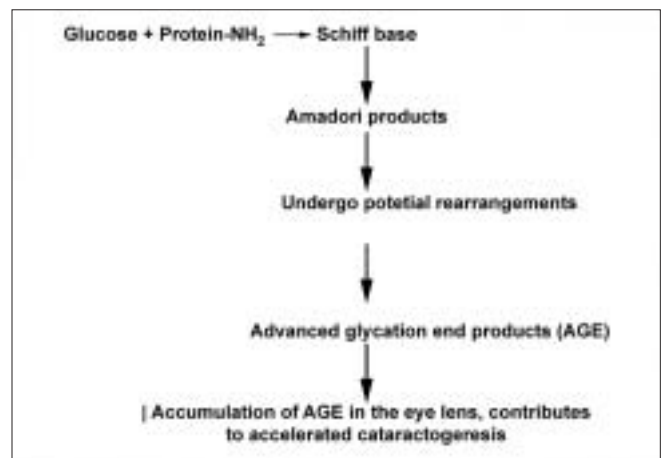 Glucose + Protein-NH₂ → Schiff base
Amadori products
Undergo potetial rearrangements
Advanced glycation end products (AGE)
| Accumulation of AGE in the eye lens, contributes
to accelerated cataractogeresis